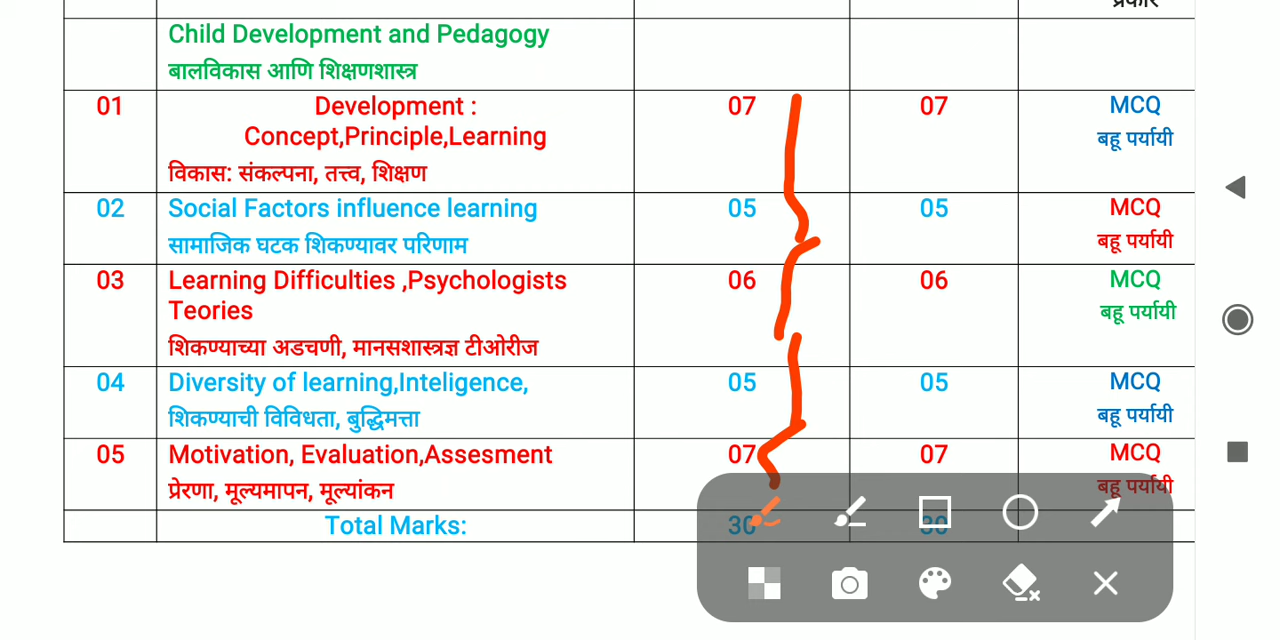 प्रकार
Child Development and Pedagogy
बालविकास आणि शिक्षणशास्त्र
01 Development : 07 07 MCQ
Concept,Principle,Learning बहू पर्यायी
विकास: संकल्पना, तत्त्व, शिक्षण
02 Social Factors influence learning 05 05 MCQ
सामाजिक घटक शिकण्यावर परिणाम बहू पर्यायी
03 Learning Difficulties ,Psychologists 06 06 MCQ
Teories बहू पर्यायी
शिकण्याच्या अडचणी, मानसशास्त्रज्ञ टीओरीज
04 Diversity of learning,Inteligence, 05 05 MCQ
शिकण्याची विविधता, बुद्धिमत्ता बहू पर्यायी
05 Motivation, Evaluation,Assesment 07 07 MCQ
प्रेरणा, मूल्यमापन, मूल्यांकन बहू पर्यायी
Total Marks: 30 30